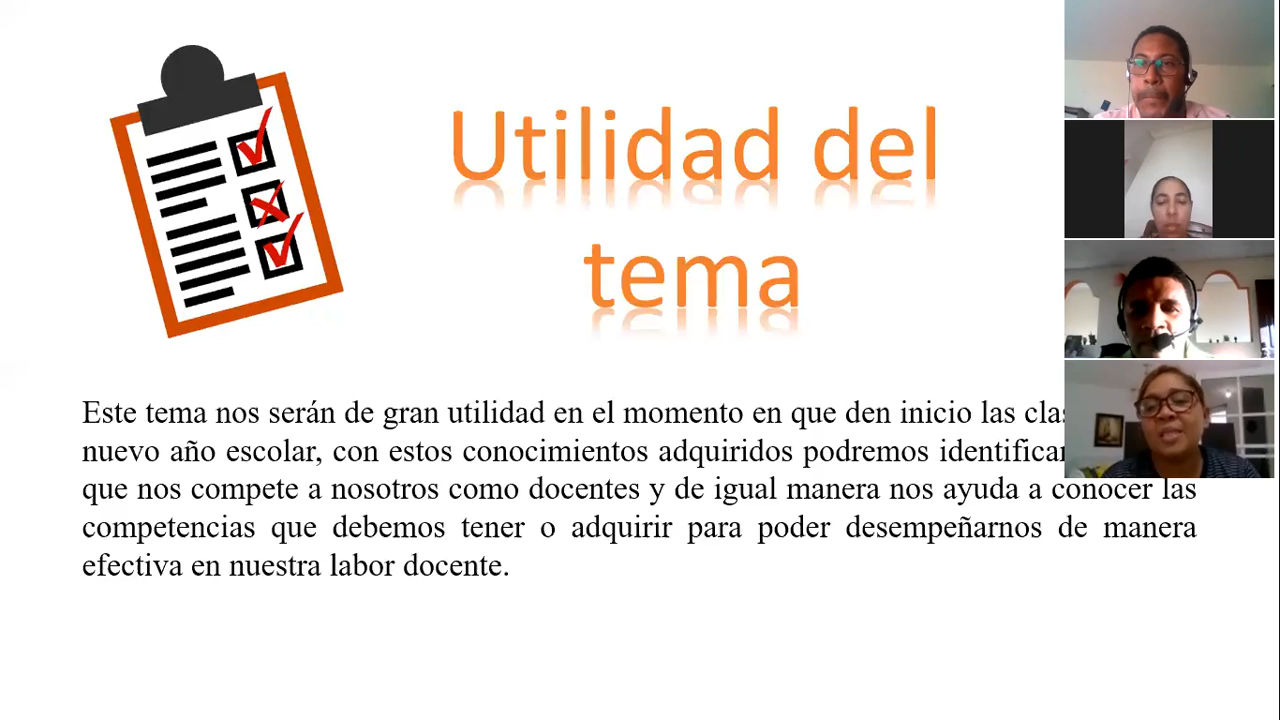 Utilidad del
tema
Este tema nos serán de gran utilidad en el momento en que den inicio las
nuevo año escolar, con estos conocimientos adquiridos podremos identificar
que nos compete a nosotros como docentes y de igual manera nos ayuda a conocer las
competencias que debemos tener o adquirir para poder desempeñarnos de manera
efectiva en nuestra labor docente.